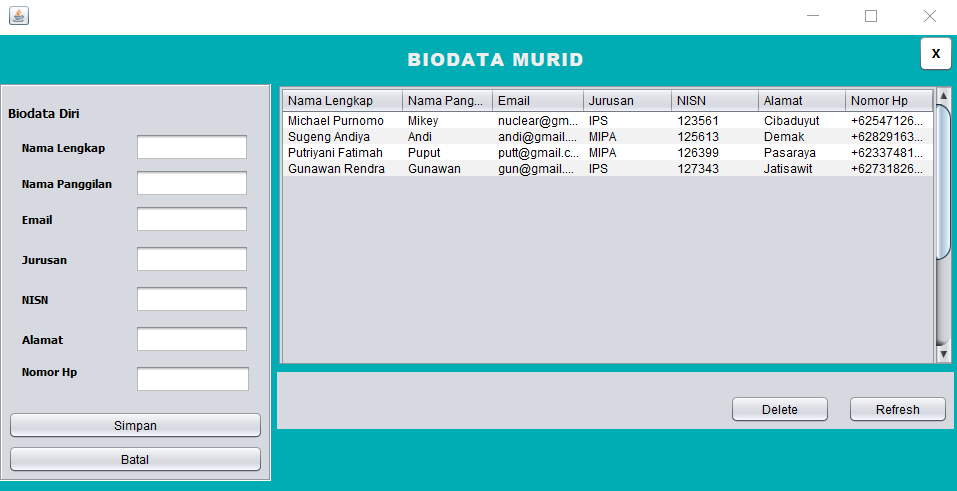 BIODATA MURID
X
Biodata Diri
Nama Lengkap
Nama Panggilan
Email
Jurusan
NISN
Alamat
Nomor Hp
Simpan
Batal
Nama Lengkap Nama Pang... Email Jurusan NISN Alamat Nomor Hp
Michael Purnomo Mikey nuclear@gm... IPS 123561 Cibaduyut +62547126...
Sugeng Andiya Andi andi@gmail.... MIPA 125613 Demak +62829163...
Putriyani Fatimah Puput putt@gmail.c... MIPA 126399 Pasaraya +62337481...
Gunawan Rendra Gunawan gun@gmail.... IPS 127343 Jatisawit +62731826...
Delete Refresh